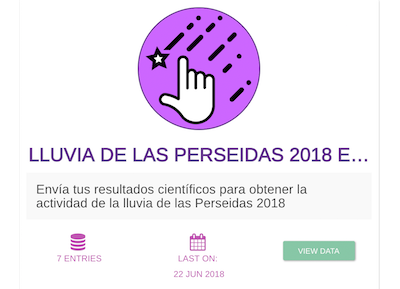 LLUVIA DE LAS PERSEIDAS 2018 E...
Envía tus resultados científicos para obtener la
actividad de la lluvia de las Perseidas 2018
7 ENTRIES
LAST ON:
22 JUN 2018
VIEW DATA